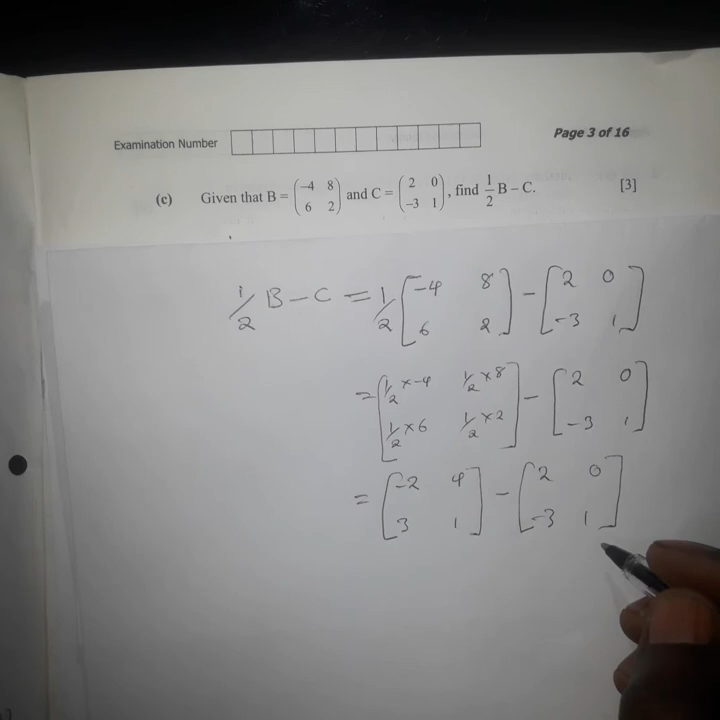 Examination Number
Page 3 of 16
(c) Given that B = (-4 8
6 2) and C = (2 0
-3 1), find 1/2 B – C. [3]
1/2 B - C = 1/2 [-4 8
6 2] - [2 0
-3 1]
= [1/2 × -4 1/2 × 8
1/2 × 6 1/2 × 2] - [2 0
-3 1]
= [-2 4
3 1] - [2 0
-3 1]